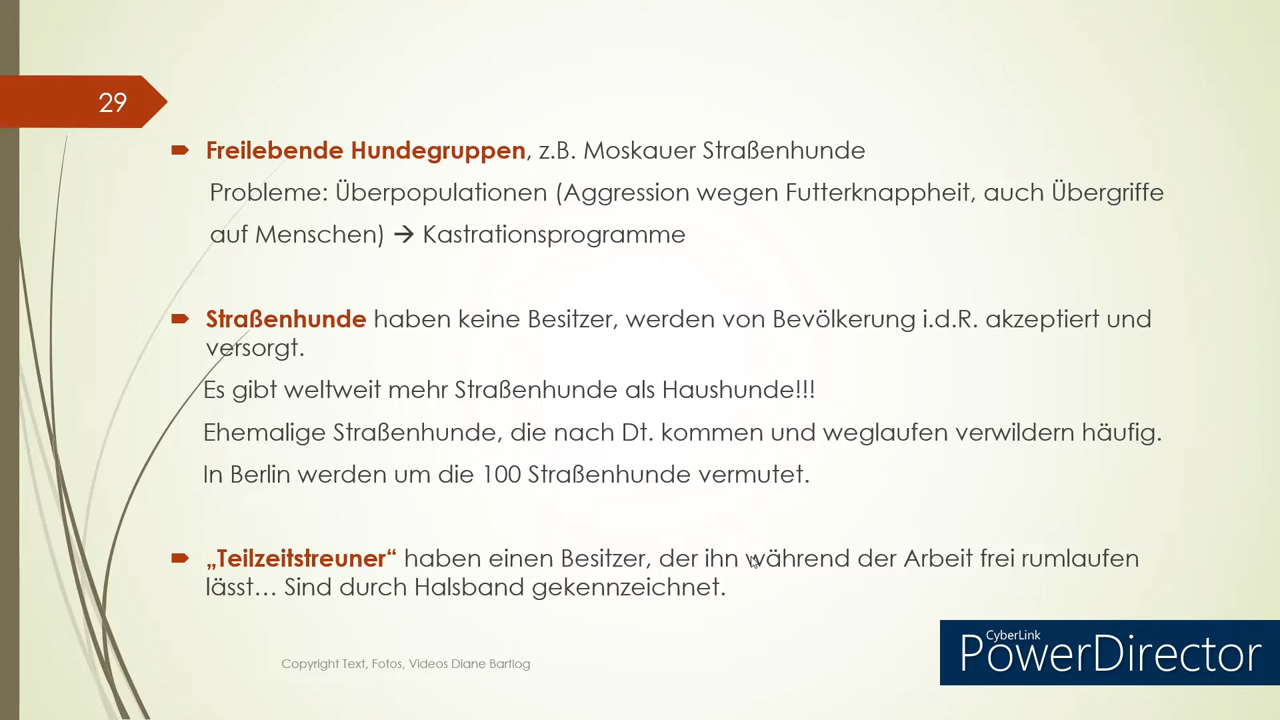 29
Freilebende Hundegruppen, z.B. Moskauer Straßenhunde
Probleme: Überpopulationen (Aggression wegen Futterknappheit, auch Übergriffe
auf Menschen) → Kastrationsprogramme
Straßenhunde haben keine Besitzer, werden von Bevölkerung i.d.R. akzeptiert und
versorgt.
Es gibt weltweit mehr Straßenhunde als Haushunde!!!
Ehemalige Straßenhunde, die nach Dt. kommen und weglaufen verwildern häufig.
In Berlin werden um die 100 Straßenhunde vermutet.
„Teilzeitstreuner“ haben einen Besitzer, der ihn während der Arbeit frei rumlaufen
lässt… Sind durch Halsband gekennzeichnet.
Copyright Text, Fotos, Videos Diane Bartlog
CyberLink
PowerDirector